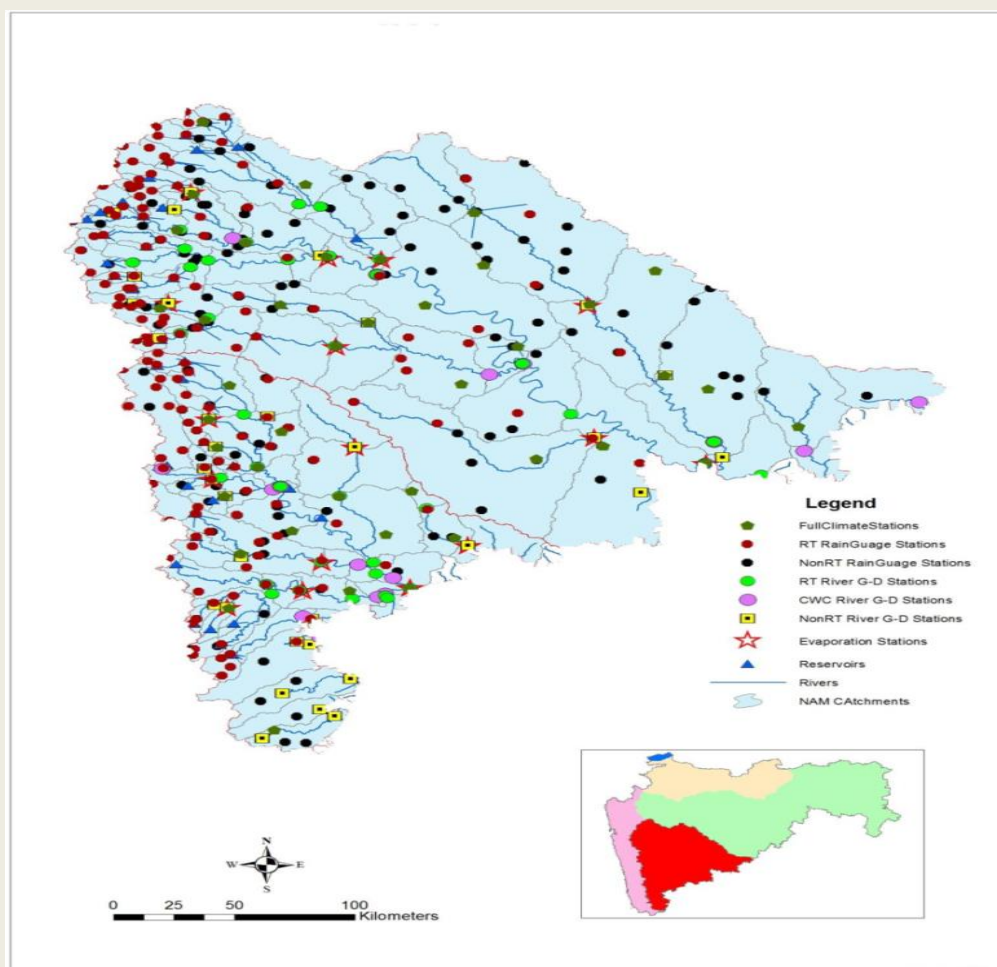 Legend
FullClimateStations
RT RainGuage Stations
NonRT RainGuage Stations
RT River G-D Stations
CWC River G-D Stations
NonRT River G-D Stations
Evaporation Stations
Reservoirs
Rivers
NAM CAtchments
N
W E
S
0 25 50 100
Kilometers